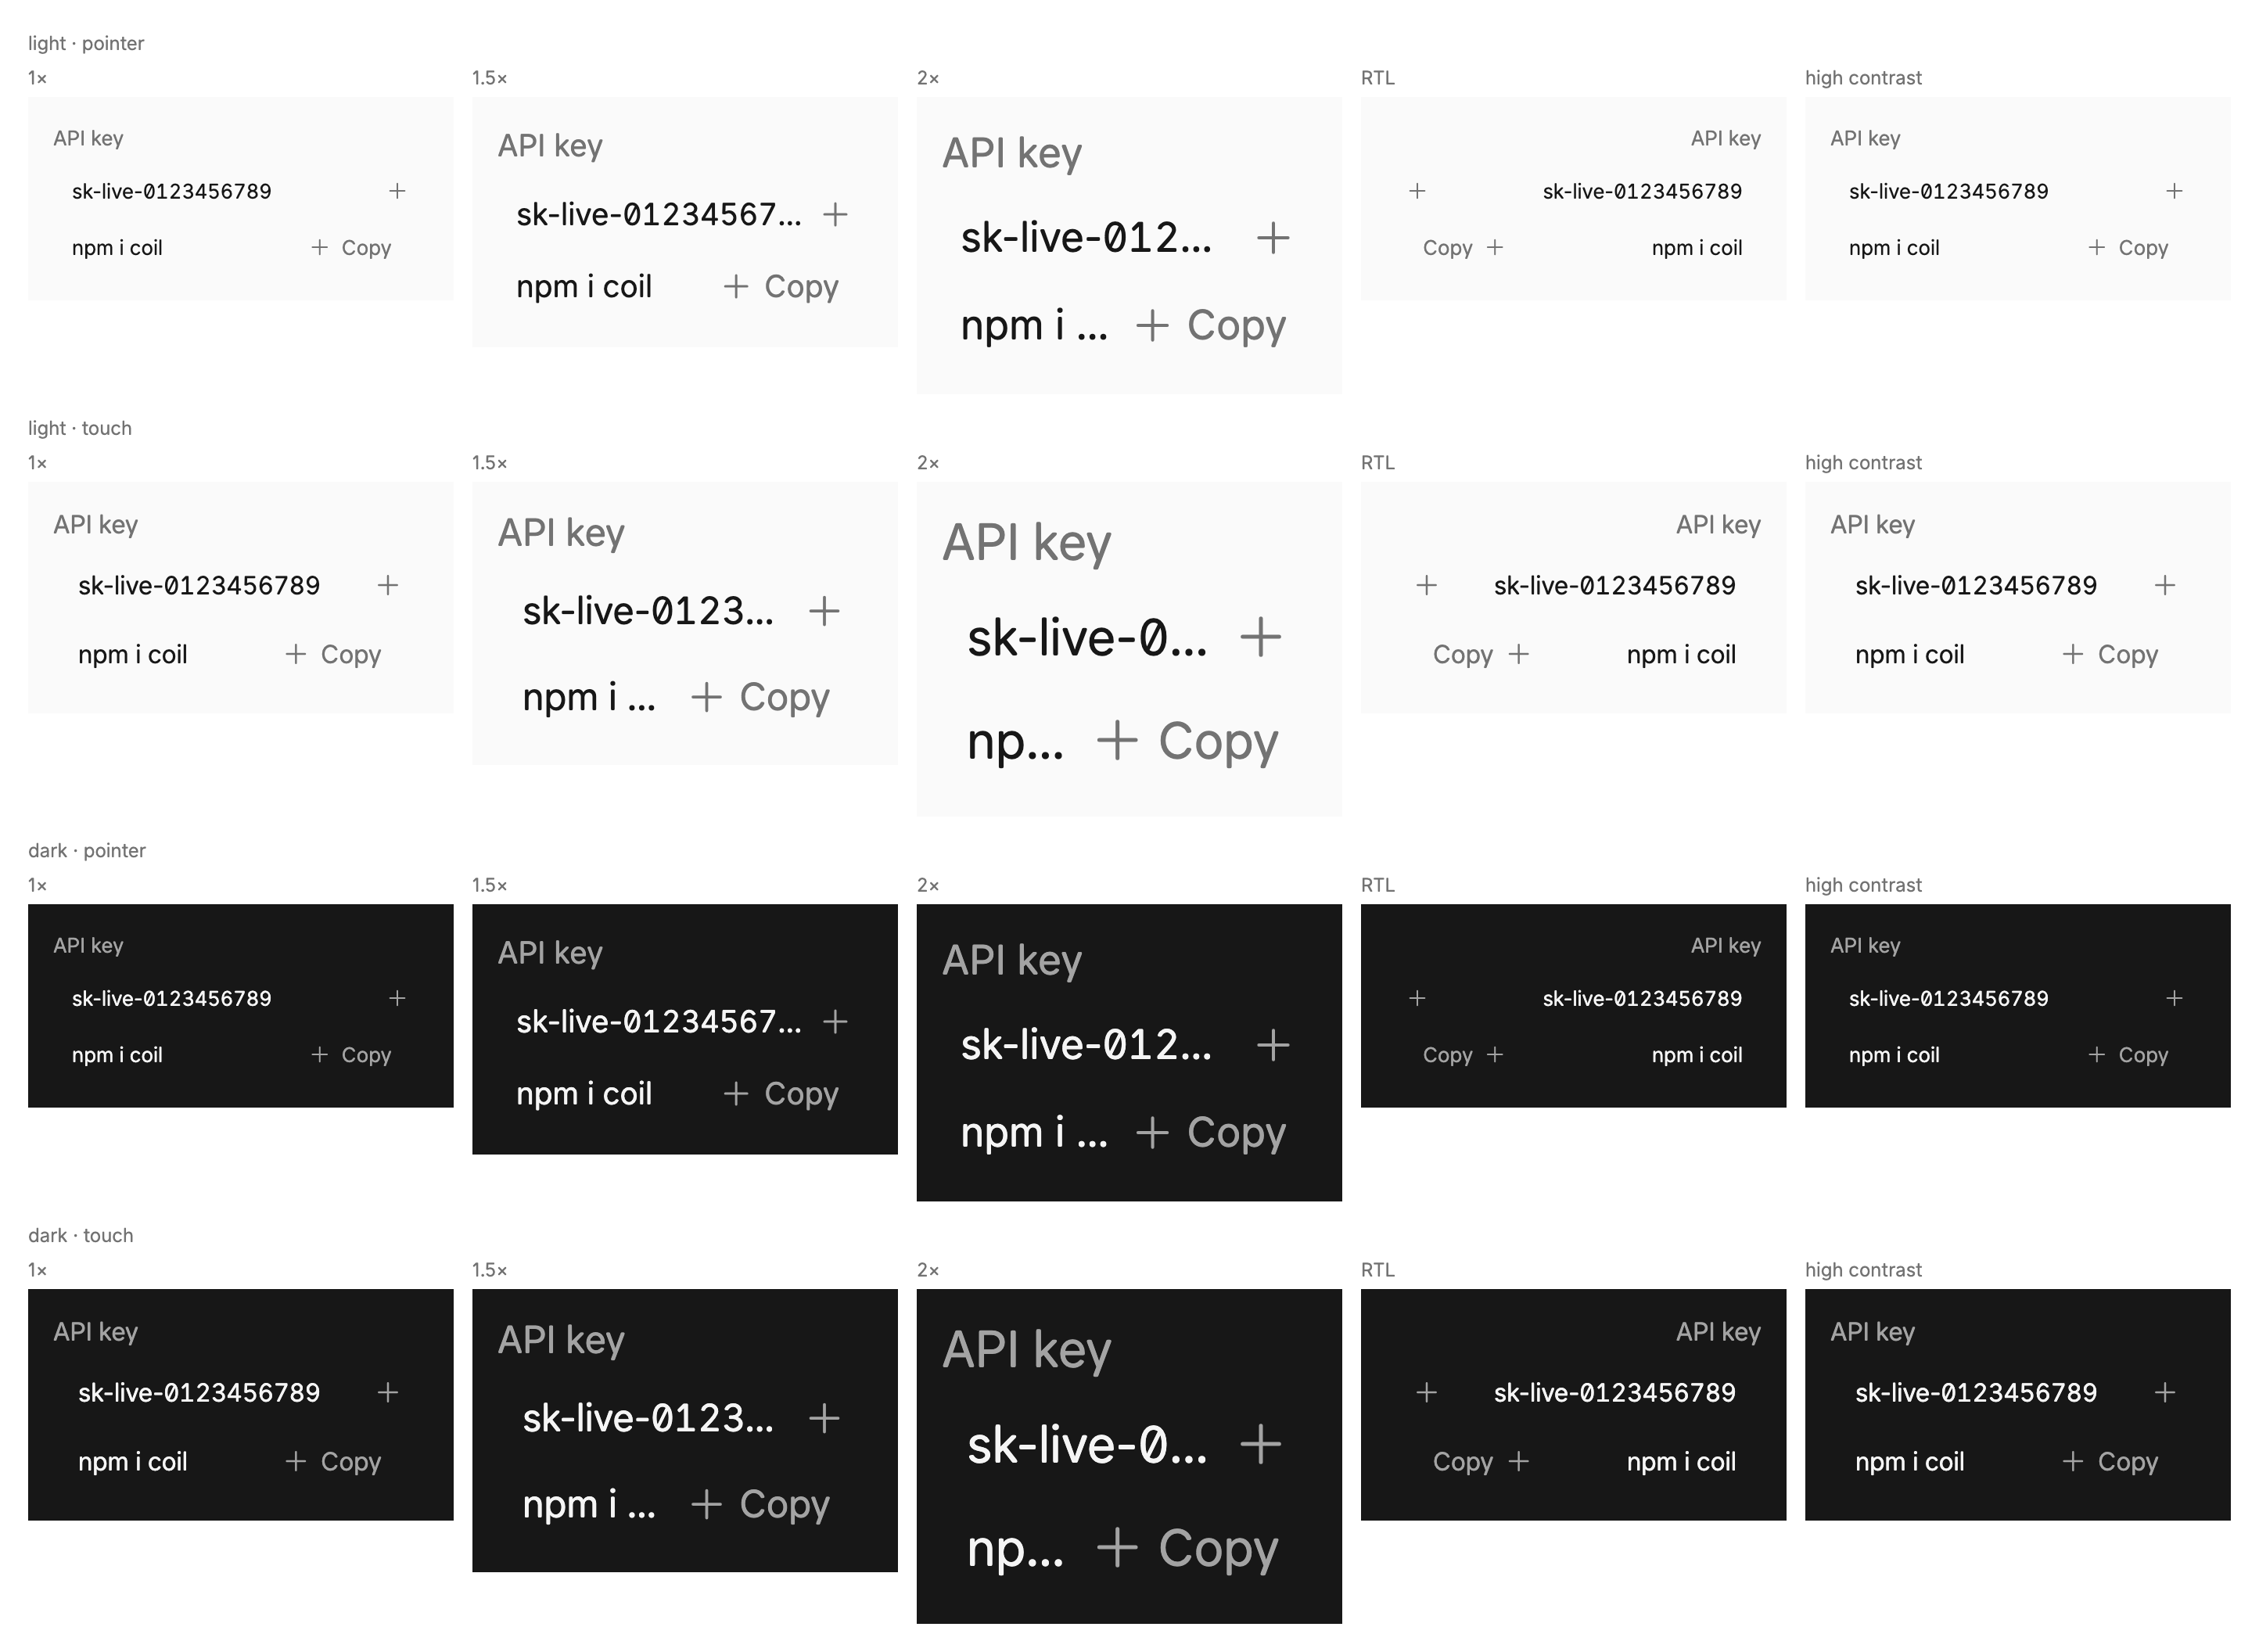 light · pointer
1× 1.5× 2× RTL high contrast
API key API key API key API key API key
sk-live-0123456789 sk-live-01234567... sk-live-012... sk-live-0123456789 sk-live-0123456789
npm i coil Copy npm i coil Copy npm i ... Copy Copy npm i coil npm i coil Copy
light · touch
1× 1.5× 2× RTL high contrast
API key API key API key API key API key
sk-live-0123456789 sk-live-0123... sk-live-0... sk-live-0123456789 sk-live-0123456789
npm i coil Copy npm i ... Copy np... Copy Copy npm i coil npm i coil Copy
dark · pointer
1× 1.5× 2× RTL high contrast
API key API key API key API key API key
sk-live-0123456789 sk-live-01234567... sk-live-012... sk-live-0123456789 sk-live-0123456789
npm i coil Copy npm i coil Copy npm i ... Copy Copy npm i coil npm i coil Copy
dark · touch
1× 1.5× 2× RTL high contrast
API key API key API key API key API key
sk-live-0123456789 sk-live-0123... sk-live-0... sk-live-0123456789 sk-live-0123456789
npm i coil Copy npm i ... Copy np... Copy Copy npm i coil npm i coil Copy